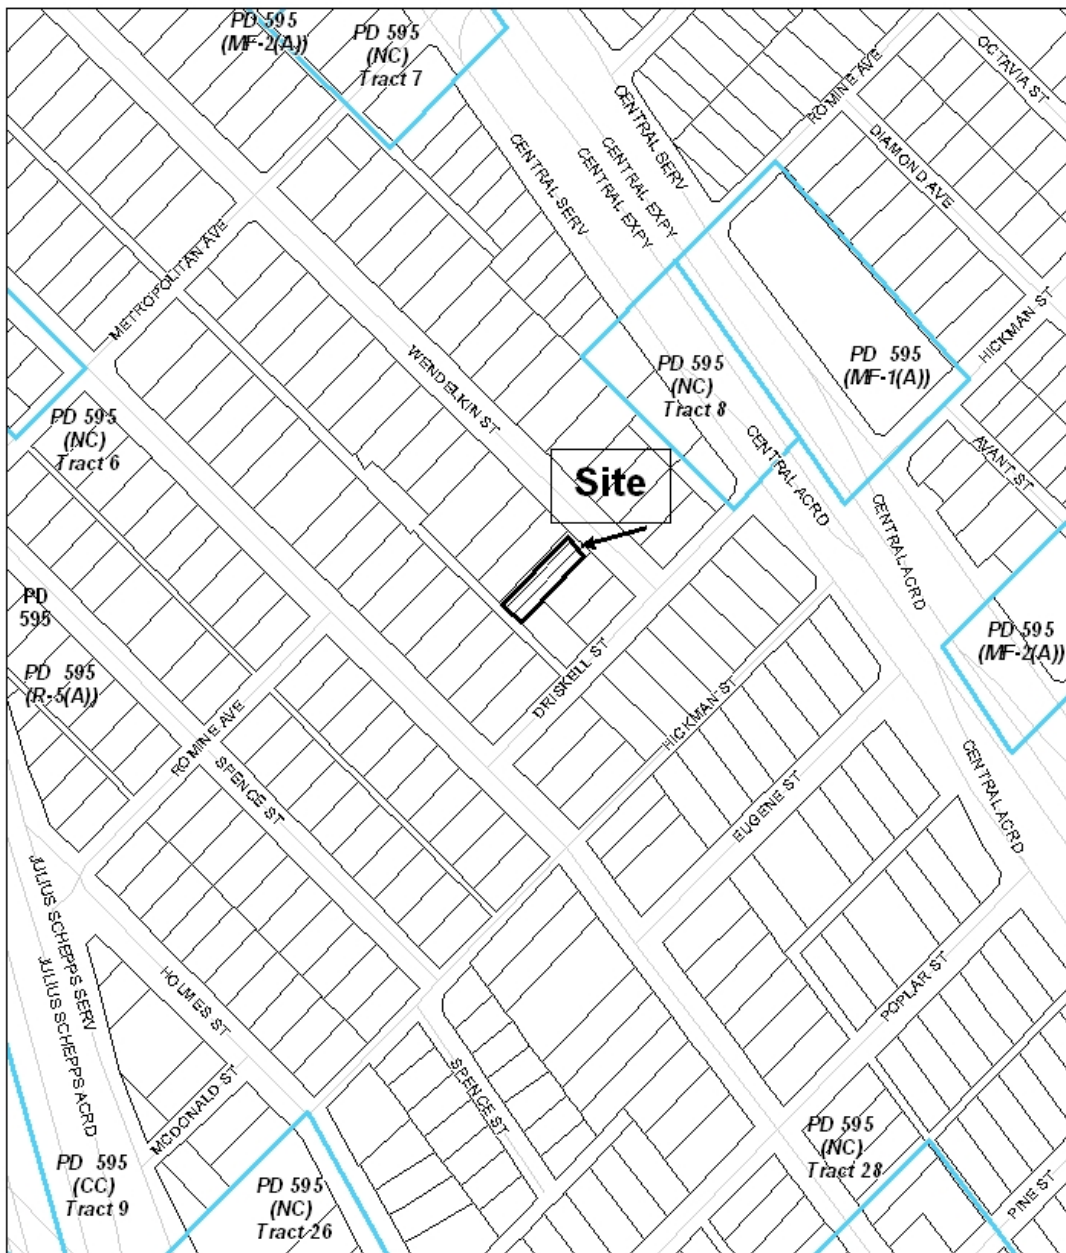 PD 595
(MF-2(A))
PD 595
(NC)
Tract 7
OCTAVIA ST
ROMINE AVE
CENTRAL SERV
DIAMOND AVE
CENTRAL SERV
CENTRAL EXPY
CENTRAL EXPY
METROPOLITAN AVE
HICKMAN ST
WENDELKIN ST
PD 595
(NC)
Tract 8
PD 595
(MF-1(A))
PD 595
(NC)
Tract 6
CENTRAL ACRD
AVANT ST
Site
CENTRAL ACRD
PD
595
PD 595
(R-5(A))
PD 595
(MF-2(A))
DRISKELL ST
HICKMAN ST
ROMINE AVE
SPENCE ST
EUGENE ST
CENTRAL ACRD
JULIUS SCHEPPS SERV
JULIUS SCHEPPS ACRD
HOLMES ST
POPLAR ST
MCDONALD ST
SPENCE ST
PD 595
(NC)
Tract 28
PD 595
(CC)
Tract 9
PD 595
(NC)
Tract 26
PINE ST